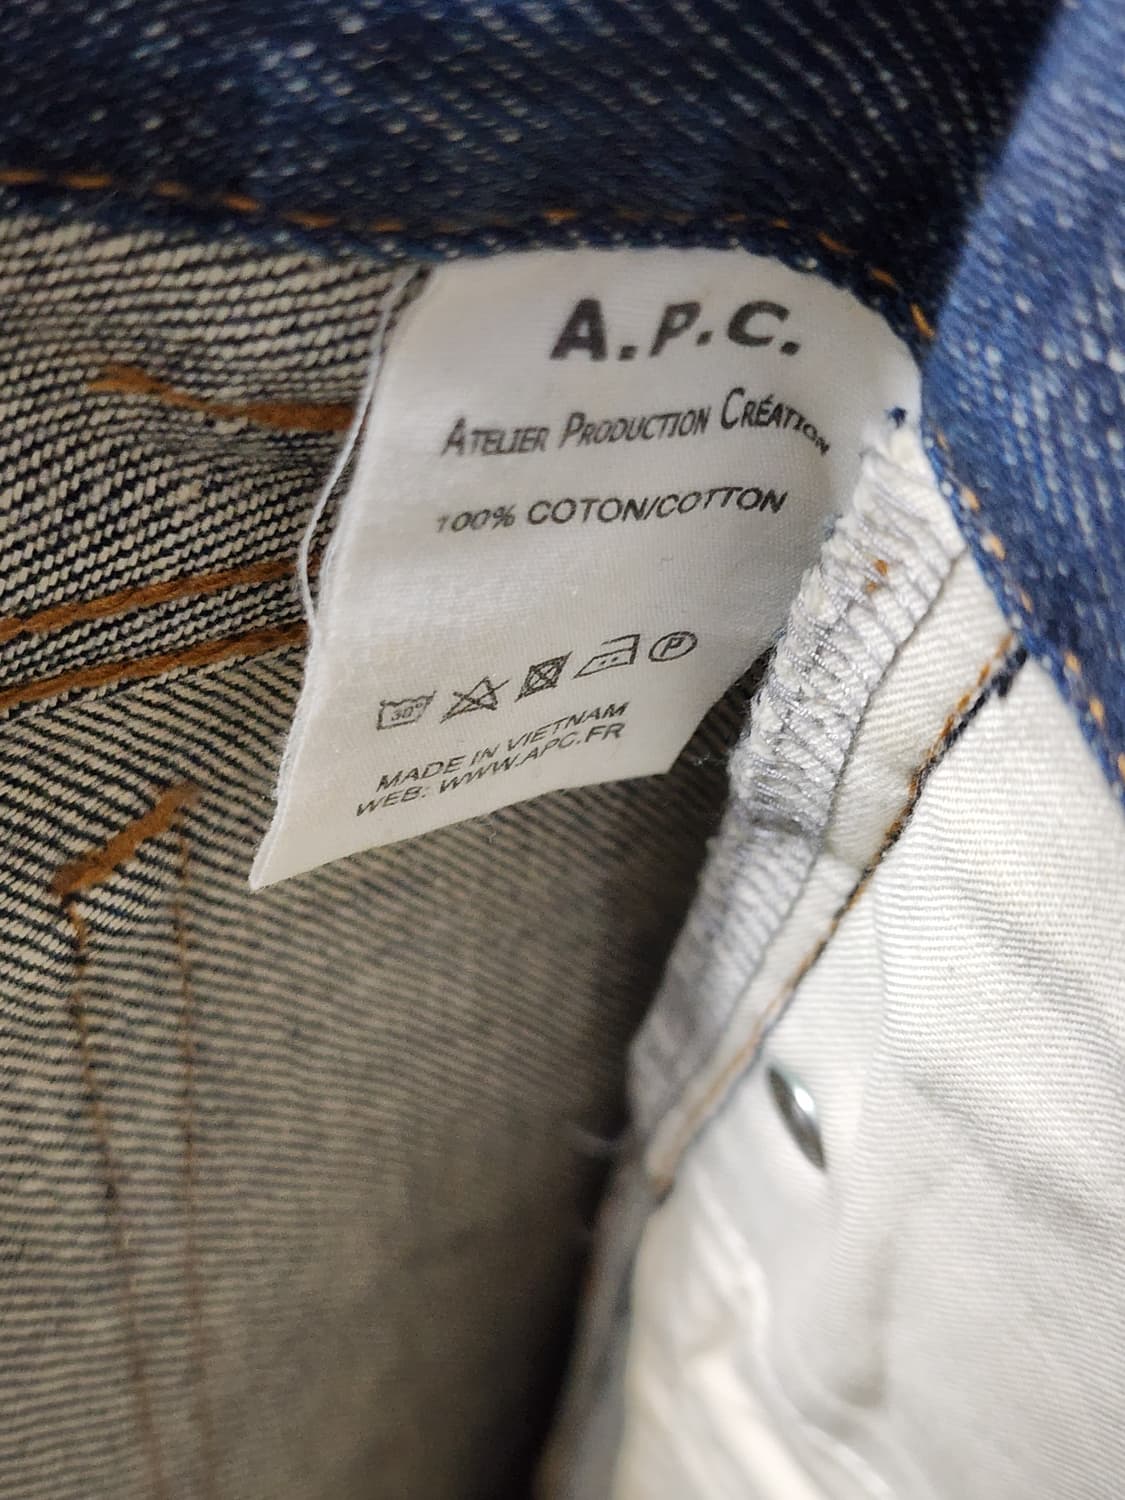 A.P.C.
ATELIER PRODUCTION CRÉATION
100% COTON/COTTON
30° P
MADE IN VIETNAM
WEB: WWW.APC.FR